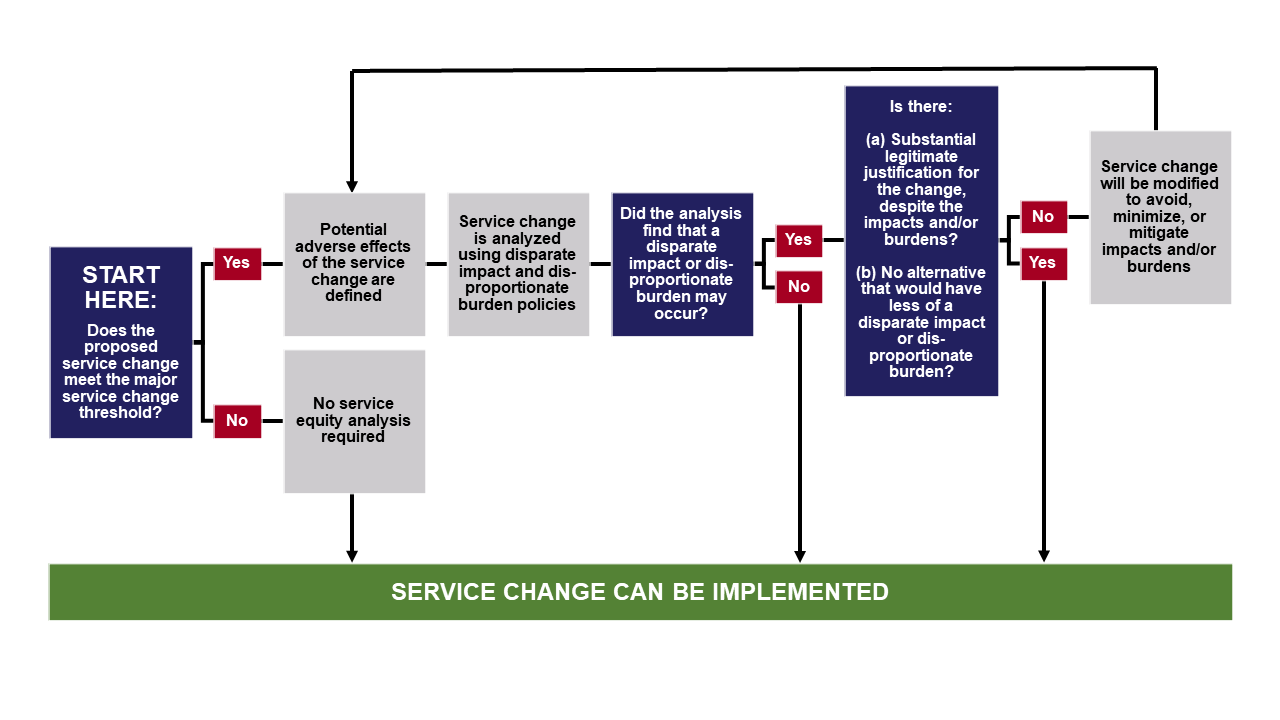 START
HERE:
Does the
proposed
service change
meet the major
service change
threshold?
Yes
No
Potential
adverse effects
of the service
change are
defined
No service
equity analysis
required
Service change
is analyzed
using disparate
impact and dis-
proportionate
burden policies
Did the analysis
find that a
disparate
impact or dis-
proportionate
burden may
occur?
Yes
No
Is there:
(a) Substantial
legitimate
justification for
the change,
despite the
impacts and/or
burdens?
(b) No alternative
that would have
less of a
disparate impact
or dis-
proportionate
burden?
No
Yes
Service change
will be modified
to avoid,
minimize, or
mitigate
impacts and/or
burdens
SERVICE CHANGE CAN BE IMPLEMENTED